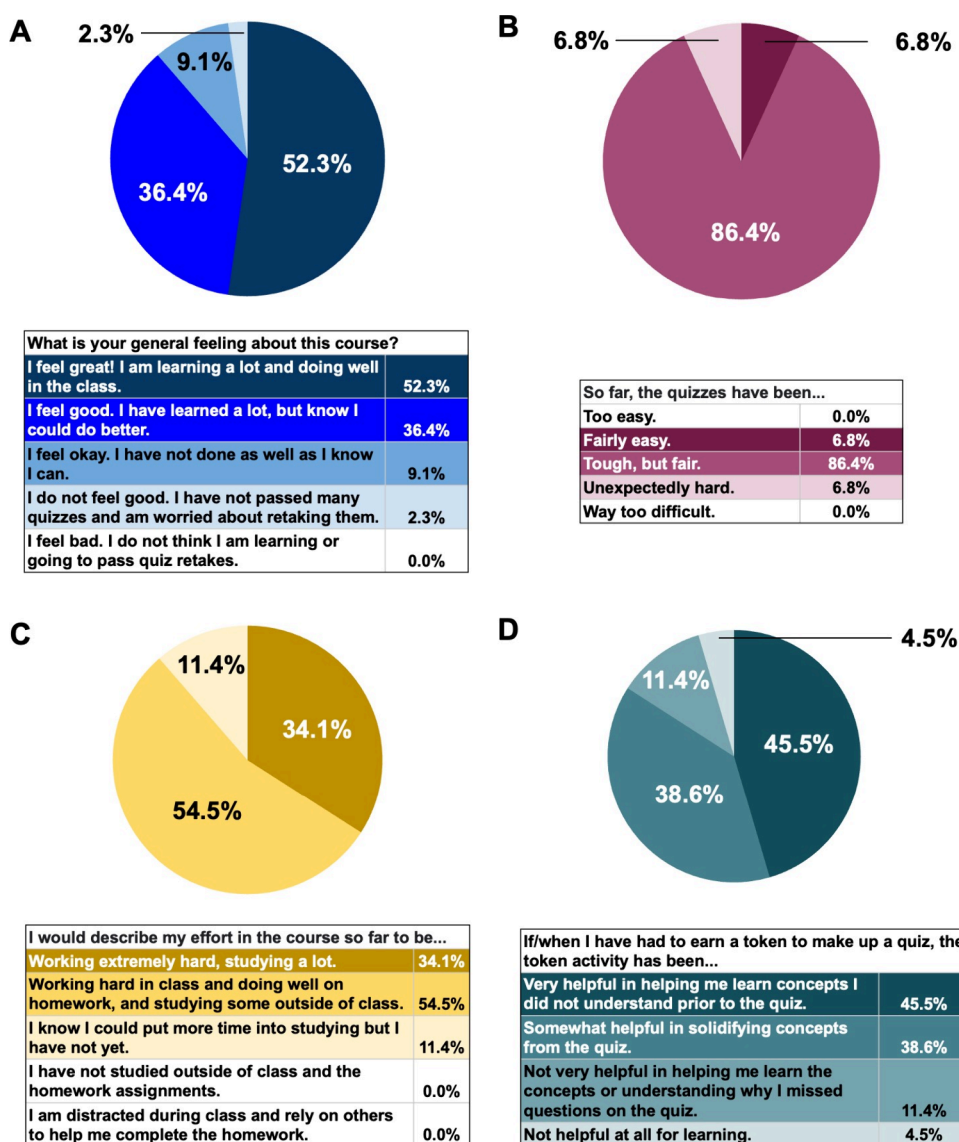 A
2.3%
9.1%
52.3%
36.4%
B
6.8%
6.8%
86.4%
What is your general feeling about this course?
I feel great! I am learning a lot and doing well
in the class. 52.3%
I feel good. I have learned a lot, but know I
could do better. 36.4%
I feel okay. I have not done as well as I know
I can. 9.1%
I do not feel good. I have not passed many
quizzes and am worried about retaking them. 2.3%
I feel bad. I do not think I am learning or
going to pass quiz retakes. 0.0%
So far, the quizzes have been...
Too easy. 0.0%
Fairly easy. 6.8%
Tough, but fair. 86.4%
Unexpectedly hard. 6.8%
Way too difficult. 0.0%
C
11.4%
34.1%
54.5%
D
4.5%
11.4%
45.5%
38.6%
I would describe my effort in the course so far to be...
Working extremely hard, studying a lot. 34.1%
Working hard in class and doing well on
homework, and studying some outside of class. 54.5%
I know I could put more time into studying but I
have not yet. 11.4%
I have not studied outside of class and the
homework assignments. 0.0%
I am distracted during class and rely on others
to help me complete the homework. 0.0%
If/when I have had to earn a token to make up a quiz, the
token activity has been...
Very helpful in helping me learn concepts I
did not understand prior to the quiz. 45.5%
Somewhat helpful in solidifying concepts
from the quiz. 38.6%
Not very helpful in helping me learn the
concepts or understanding why I missed
questions on the quiz. 11.4%
Not helpful at all for learning. 4.5%